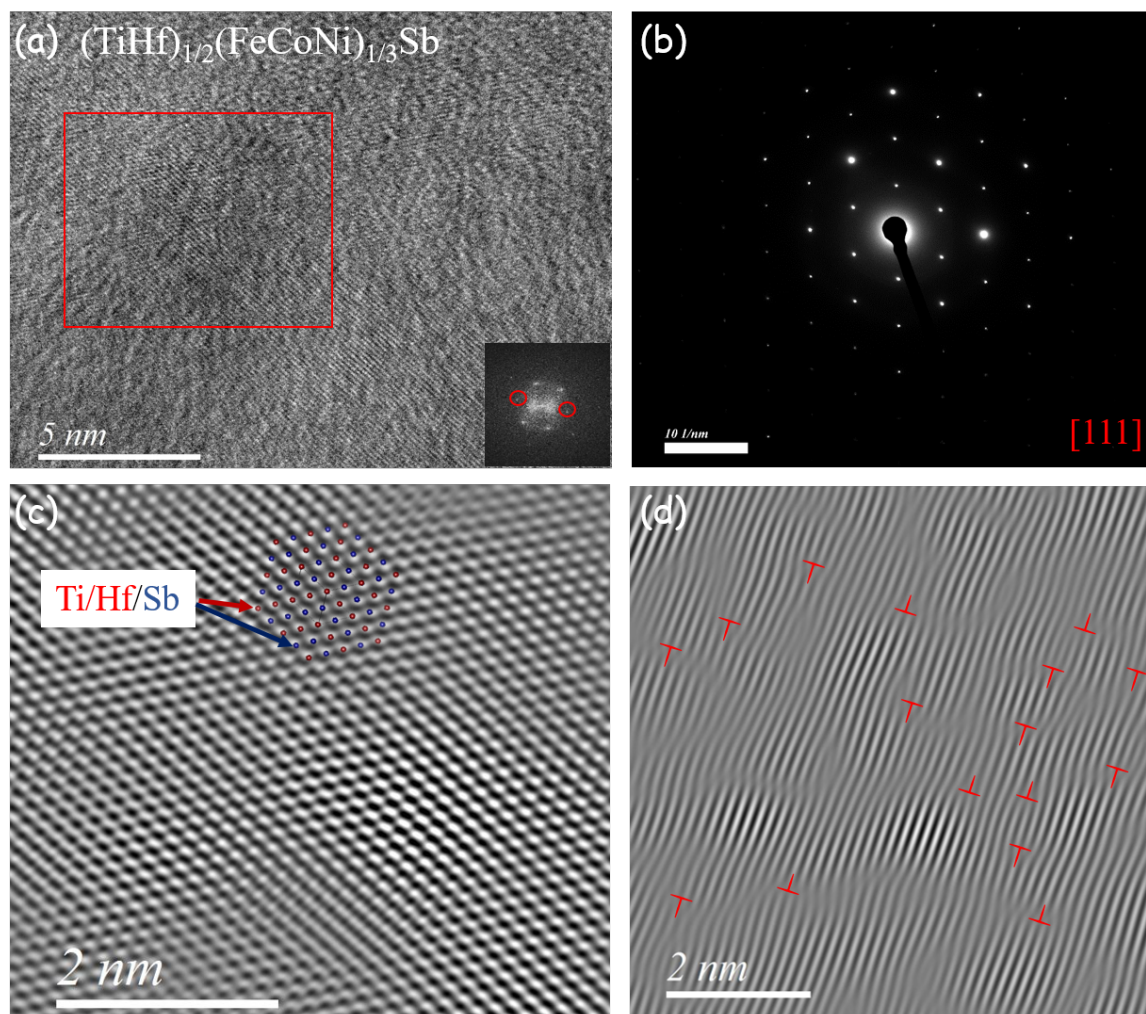 (a) (TiHf)1/2(FeCoNi)1/3Sb
5 nm
(b)
10 1/nm
[111]
(c)
Ti/Hf/Sb
2 nm
(d)
2 nm